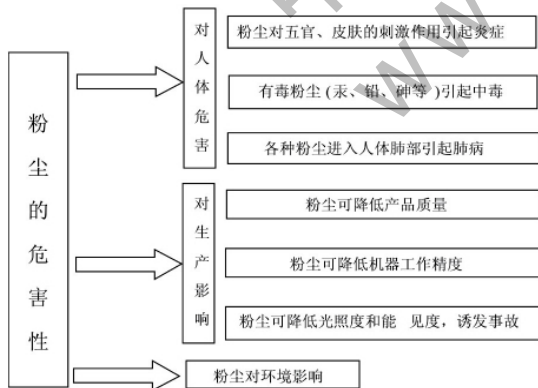 粉尘的危害性
对人体危害
粉尘对五官、皮肤的刺激作用引起炎症
有毒粉尘(汞、铅、砷等)引起中毒
各种粉尘进入人体肺部引起肺病
对生产影响
粉尘可降低产品质量
粉尘可降低机器工作精度
粉尘可降低光照度和能 见度，诱发事故
粉尘对环境影响